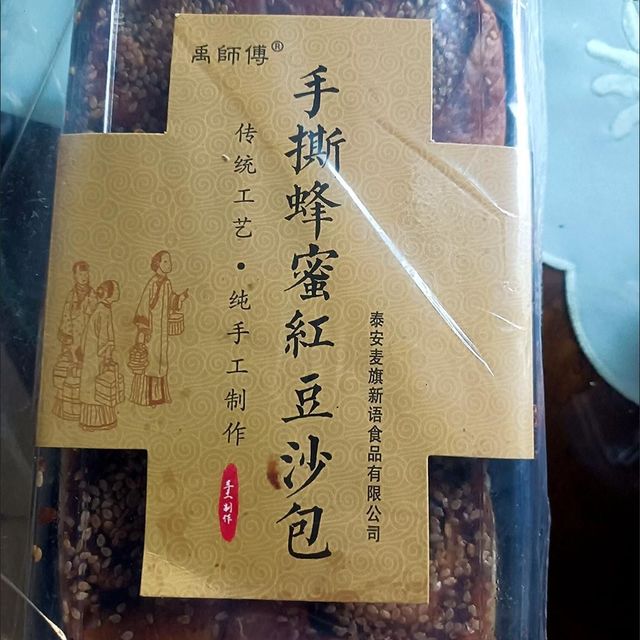 禹師傅®
手撕蜂蜜紅豆沙包
传统工艺·纯手工制作
手工制作
泰安麦旗新语食品有限公司